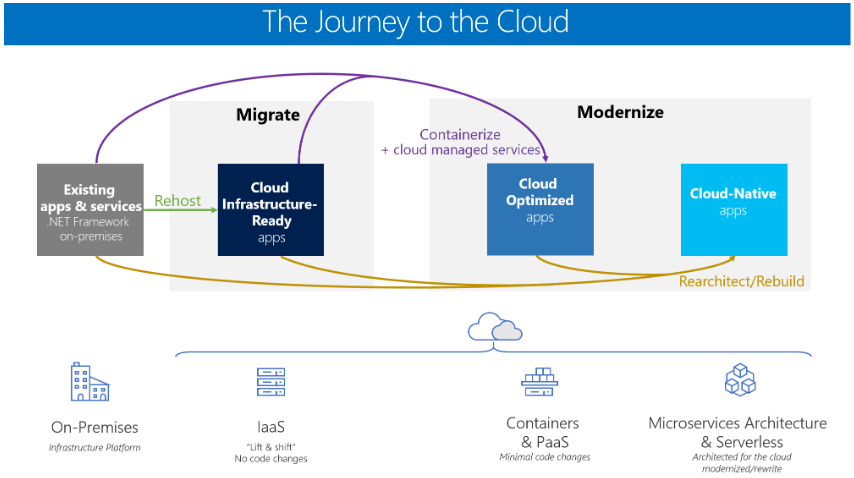 The Journey to the Cloud
Migrate
Modernize
Containerize
+ cloud managed services
Existing
apps & services
.NET Framework
on-premises
Rehost
Cloud
Infrastructure-
Ready
apps
Cloud
Optimized
apps
Cloud-Native
apps
Rearchitect/Rebuild
On-Premises
Infrastructure Platform
IaaS
"Lift & shift"
No code changes
Containers
& PaaS
Minimal code changes
Microservices Architecture
& Serverless
Architected for the cloud
modernized/rewrite